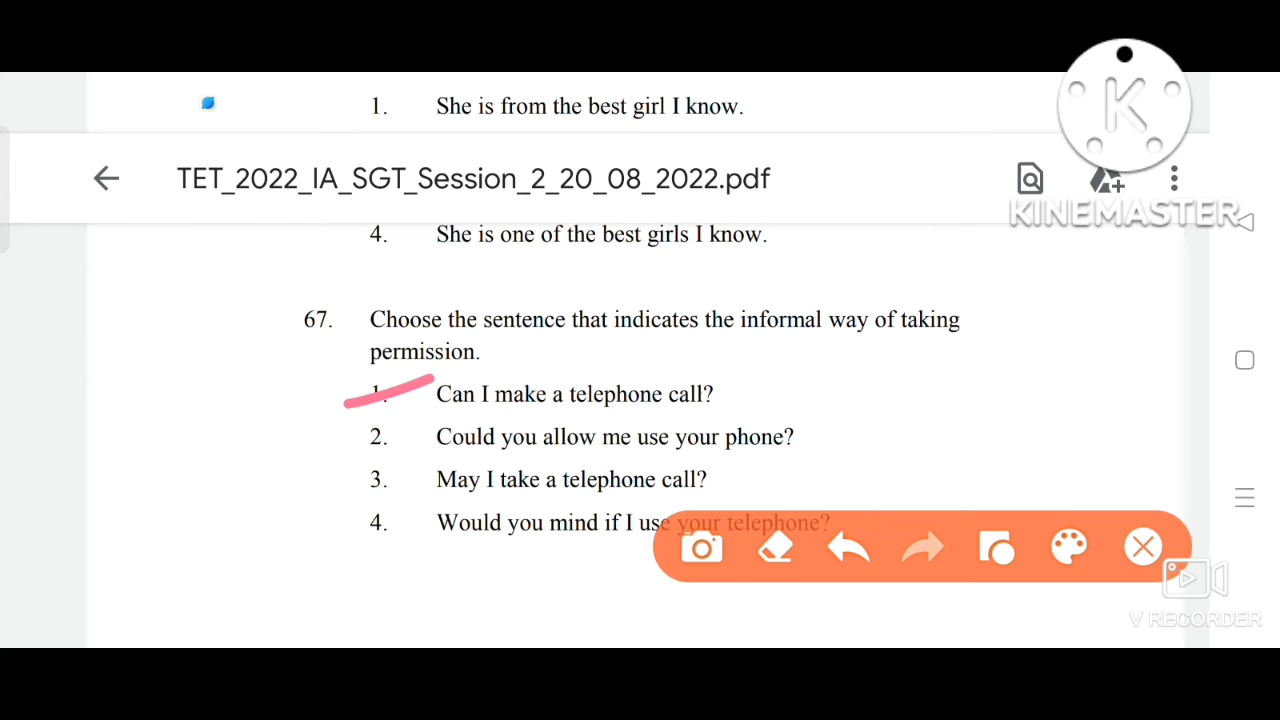 1. She is from the best girl I know.
TET_2022_IA_SGT_Session_2_20_08_2022.pdf
KINEMASTER
4. She is one of the best girls I know.
67. Choose the sentence that indicates the informal way of taking
permission.
1. Can I make a telephone call?
2. Could you allow me use your phone?
3. May I take a telephone call?
4. Would you mind if I use your telephone?
V RECORDER